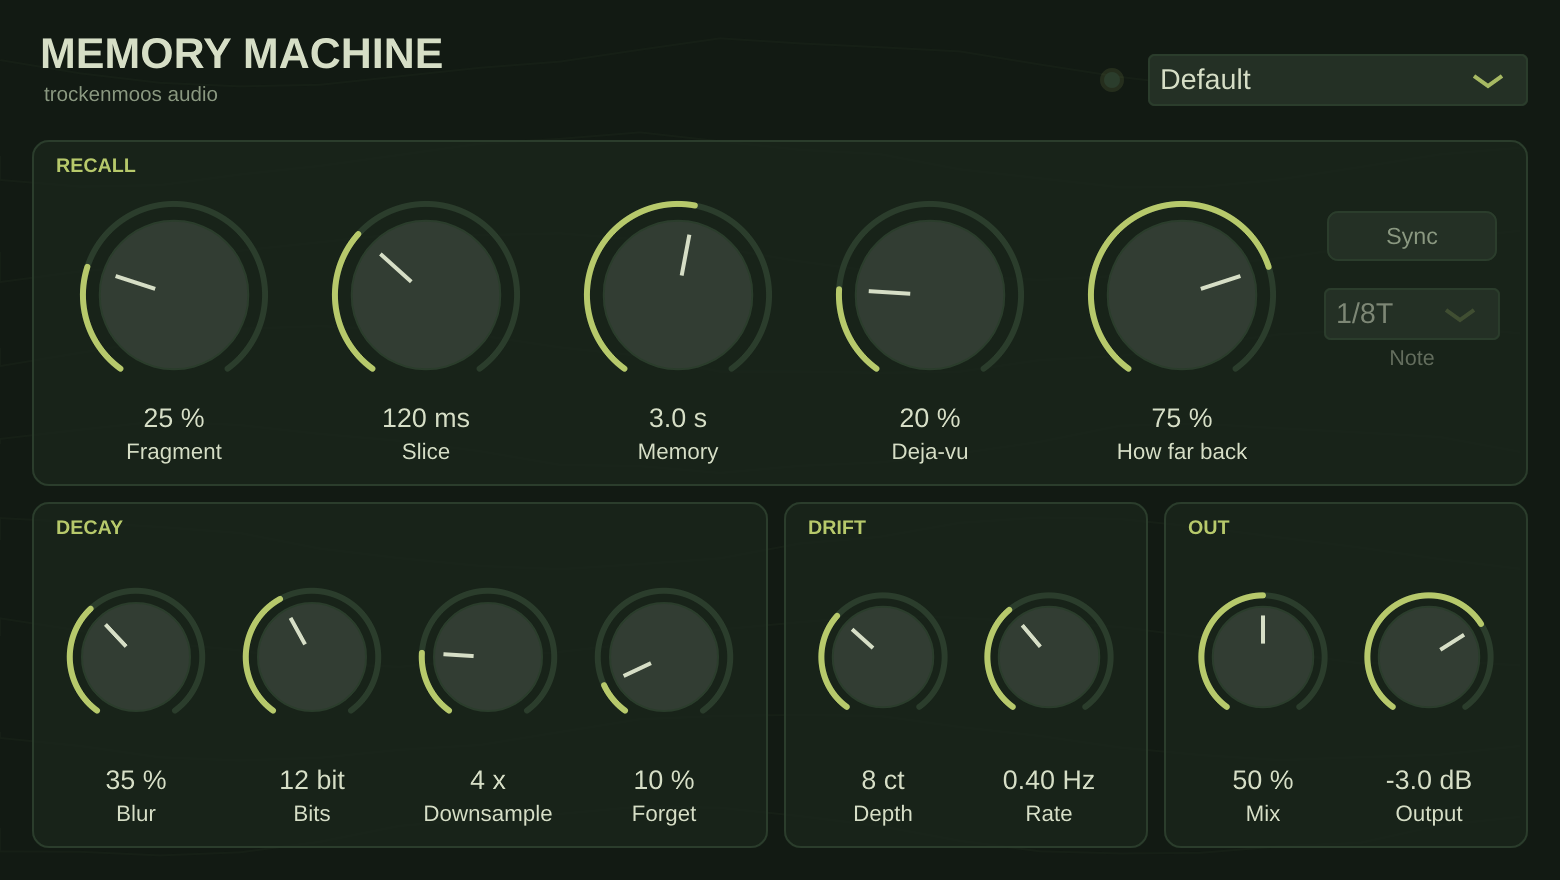 MEMORY MACHINE
trockenmoos audio
Default
RECALL
Sync
1/8T
Note
25 %
120 ms
3.0 s
20 %
75 %
Fragment
Slice
Memory
Deja-vu
How far back
DECAY
DRIFT
OUT
35 %
12 bit
4 x
10 %
8 ct
0.40 Hz
50 %
-3.0 dB
Blur
Bits
Downsample
Forget
Depth
Rate
Mix
Output